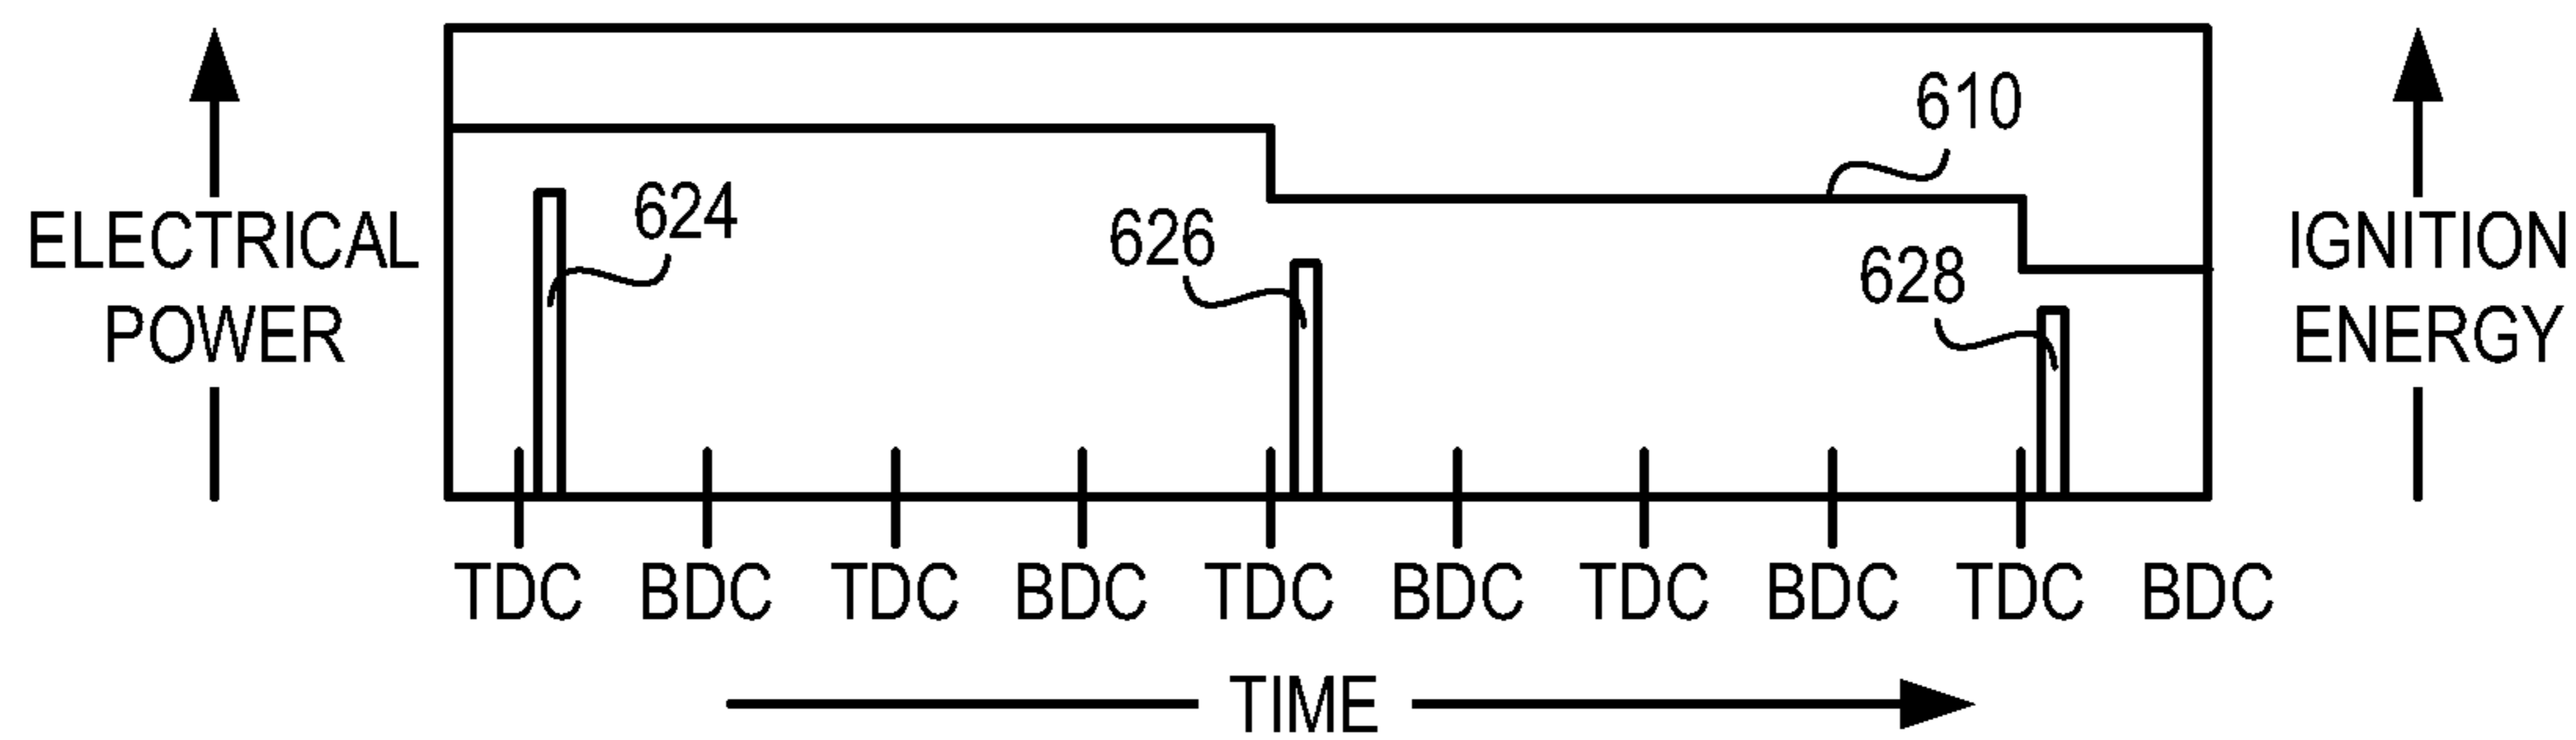 610
624
626
628
ELECTRICAL
POWER
IGNITION
ENERGY
TDC BDC TDC BDC TDC BDC TDC BDC TDC BDC
TIME